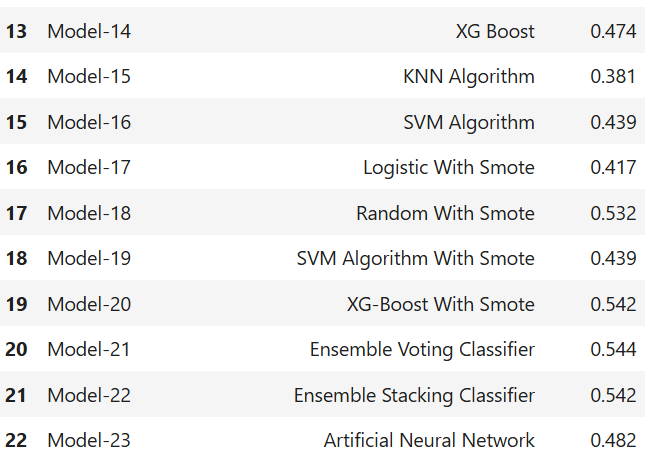 13 Model-14 XG Boost 0.474
14 Model-15 KNN Algorithm 0.381
15 Model-16 SVM Algorithm 0.439
16 Model-17 Logistic With Smote 0.417
17 Model-18 Random With Smote 0.532
18 Model-19 SVM Algorithm With Smote 0.439
19 Model-20 XG-Boost With Smote 0.542
20 Model-21 Ensemble Voting Classifier 0.544
21 Model-22 Ensemble Stacking Classifier 0.542
22 Model-23 Artificial Neural Network 0.482